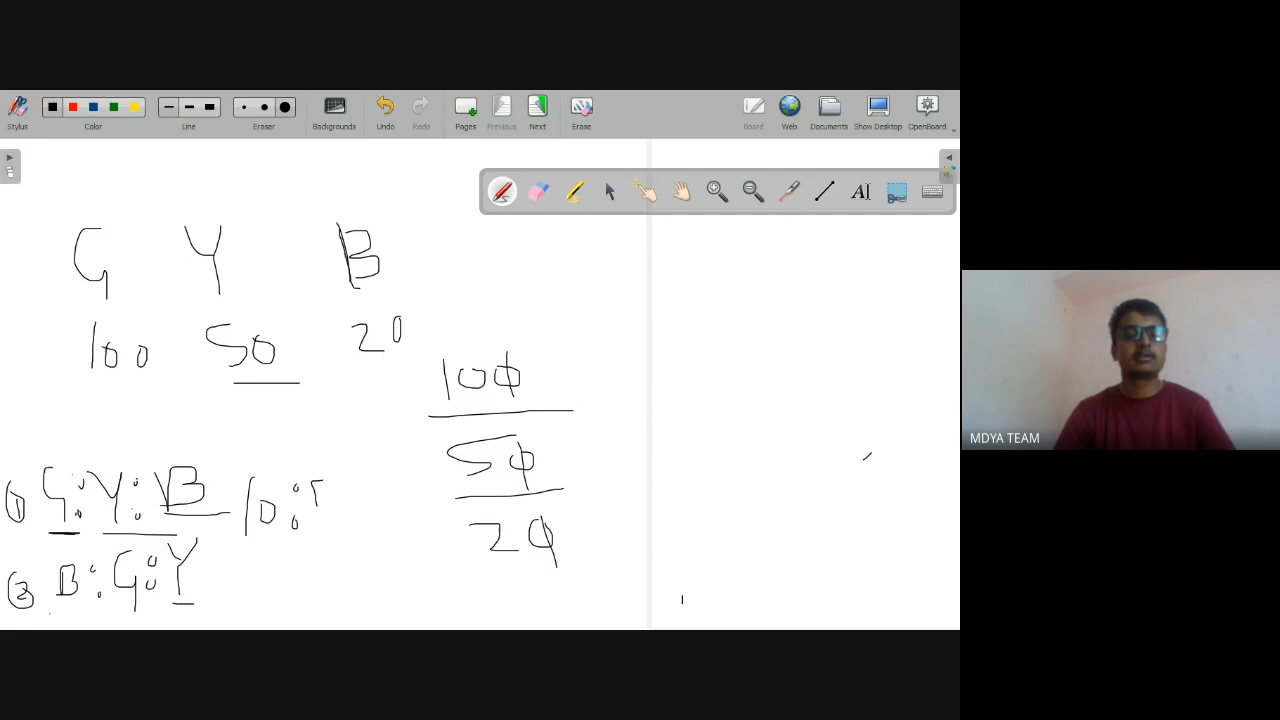 Stylus Color Line Eraser Backgrounds Undo Redo Pages Previous Next Erase Board Web Documents Show Desktop OpenBoard
G Y B
100 50 20
100
50
20
① G:Y:B 10:5
② B:G:Y
MDYA TEAM